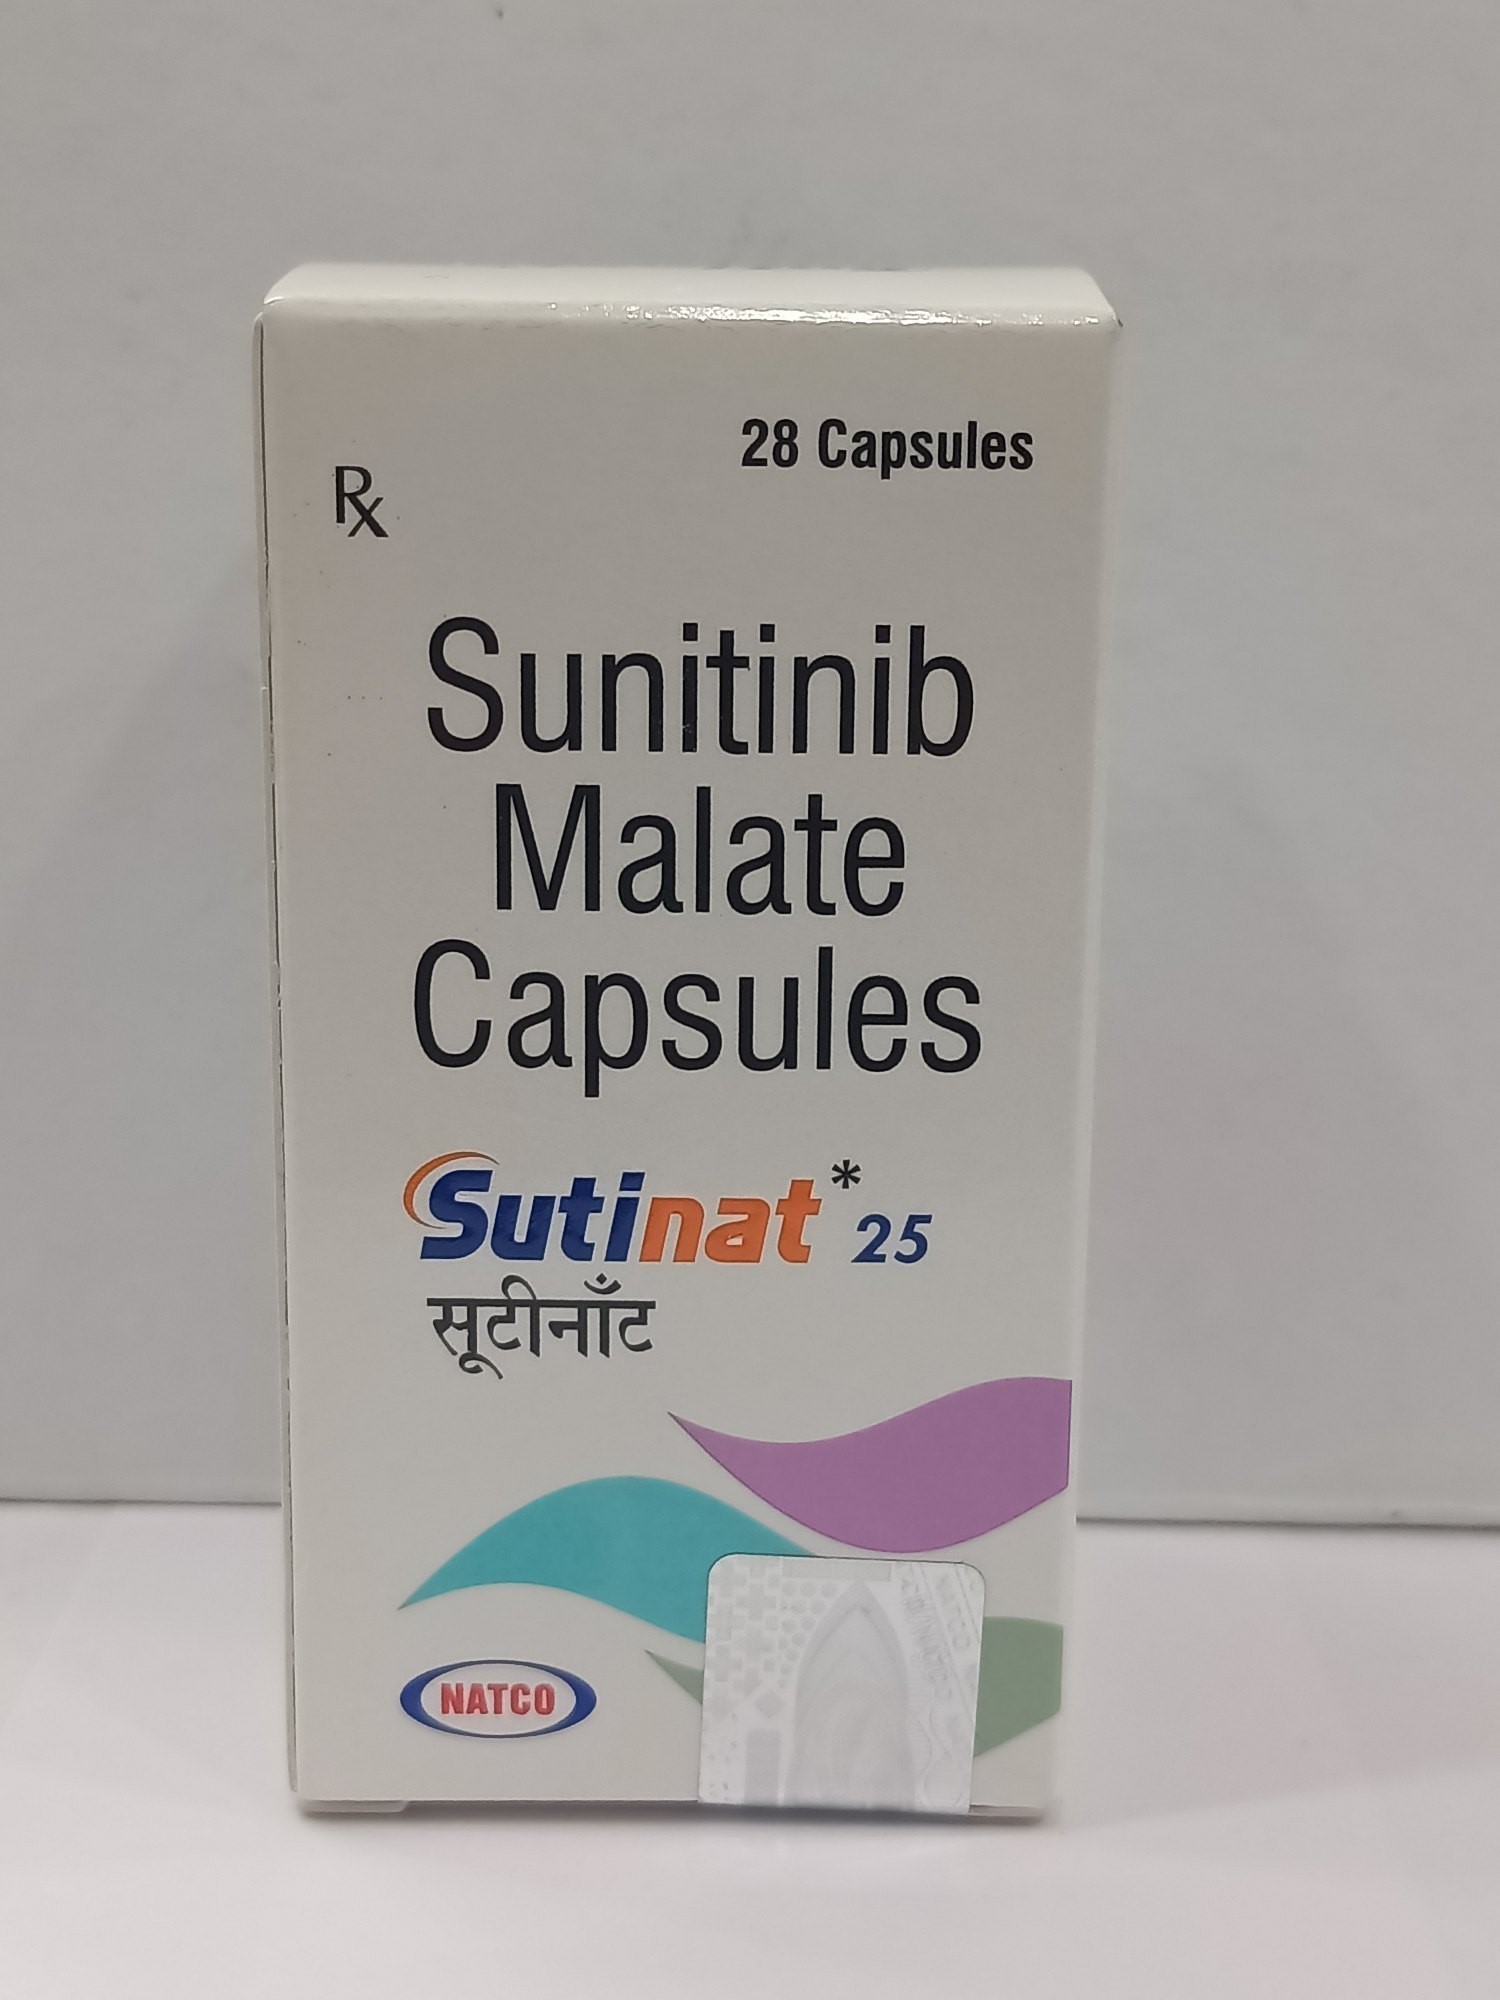 28 Capsules
Rx
Sunitinib
Malate
Capsules
Sutinat* 25
सूटीनाँट
NATCO